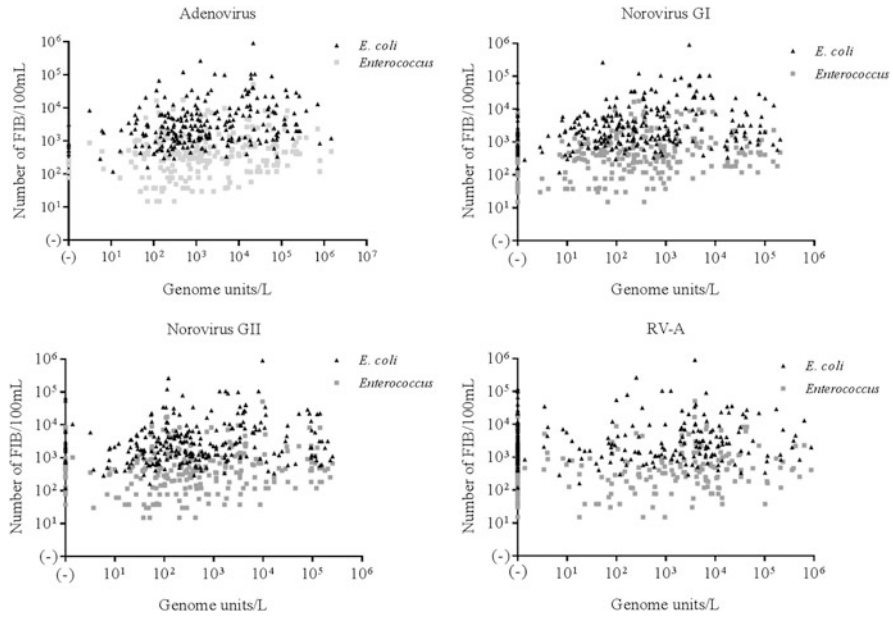 Adenovirus
Number of FIB/100mL
10⁶
10⁵
10⁴
10³
10²
10¹
(-)
(-)
10¹
10²
10³
10⁴
10⁵
10⁶
10⁷
Genome units/L
E. coli
Enterococcus
Norovirus GI
Number of FIB/100mL
10⁶
10⁵
10⁴
10³
10²
10¹
(-)
(-)
10¹
10²
10³
10⁴
10⁵
10⁶
Genome units/L
E. coli
Enterococcus
Norovirus GII
Number of FIB/100mL
10⁶
10⁵
10⁴
10³
10²
10¹
(-)
(-)
10¹
10²
10³
10⁴
10⁵
10⁶
Genome units/L
E. coli
Enterococcus
RV-A
Number of FIB/100mL
10⁶
10⁵
10⁴
10³
10²
10¹
(-)
(-)
10¹
10²
10³
10⁴
10⁵
10⁶
Genome units/L
E. coli
Enterococcus